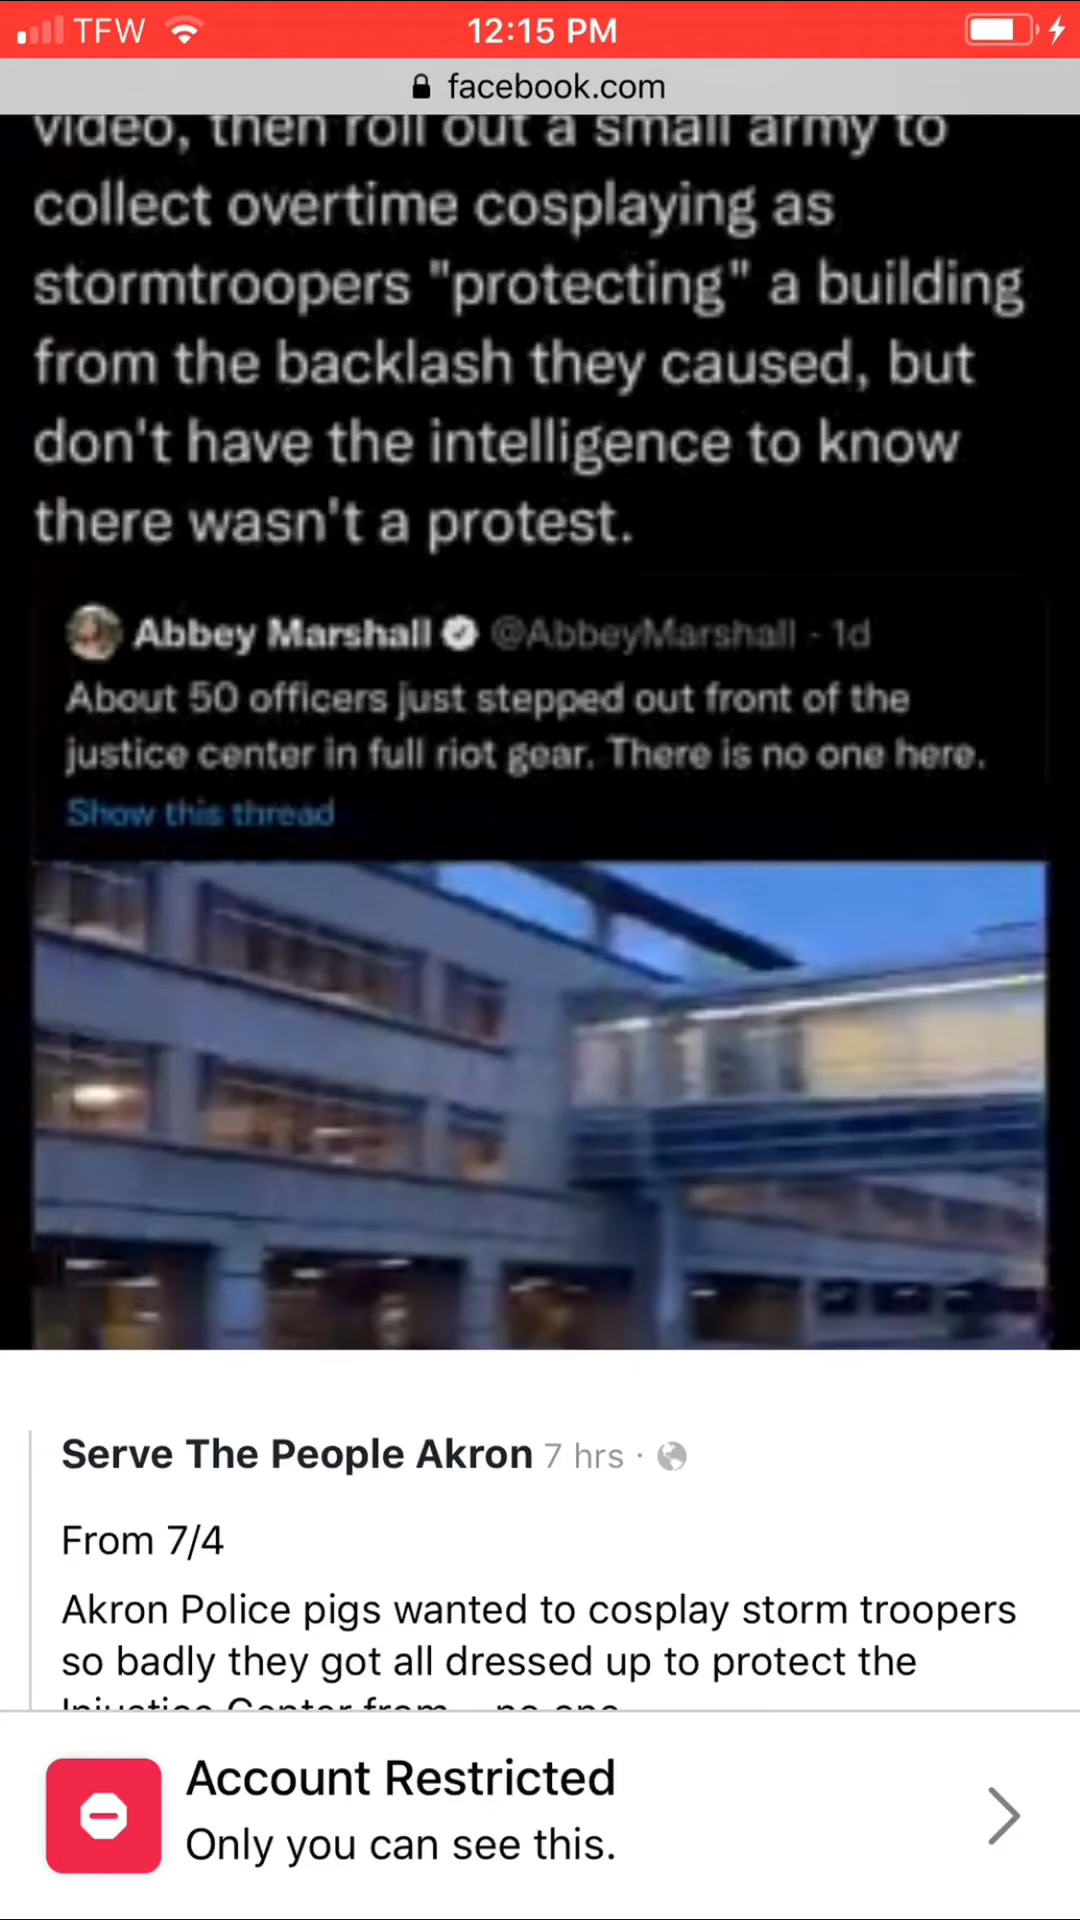 TFW
12:15 PM
facebook.com
video, then roll out a small army to
collect overtime cosplaying as
stormtroopers "protecting" a building
from the backlash they caused, but
don't have the intelligence to know
there wasn't a protest.
Abbey Marshall @AbbeyMarshall · 1d
About 50 officers just stepped out front of the
justice center in full riot gear. There is no one here.
Show this thread
Serve The People Akron 7 hrs ·
From 7/4
Akron Police pigs wanted to cosplay storm troopers
so badly they got all dressed up to protect the
Injustice Center from... no one
Account Restricted
Only you can see this.